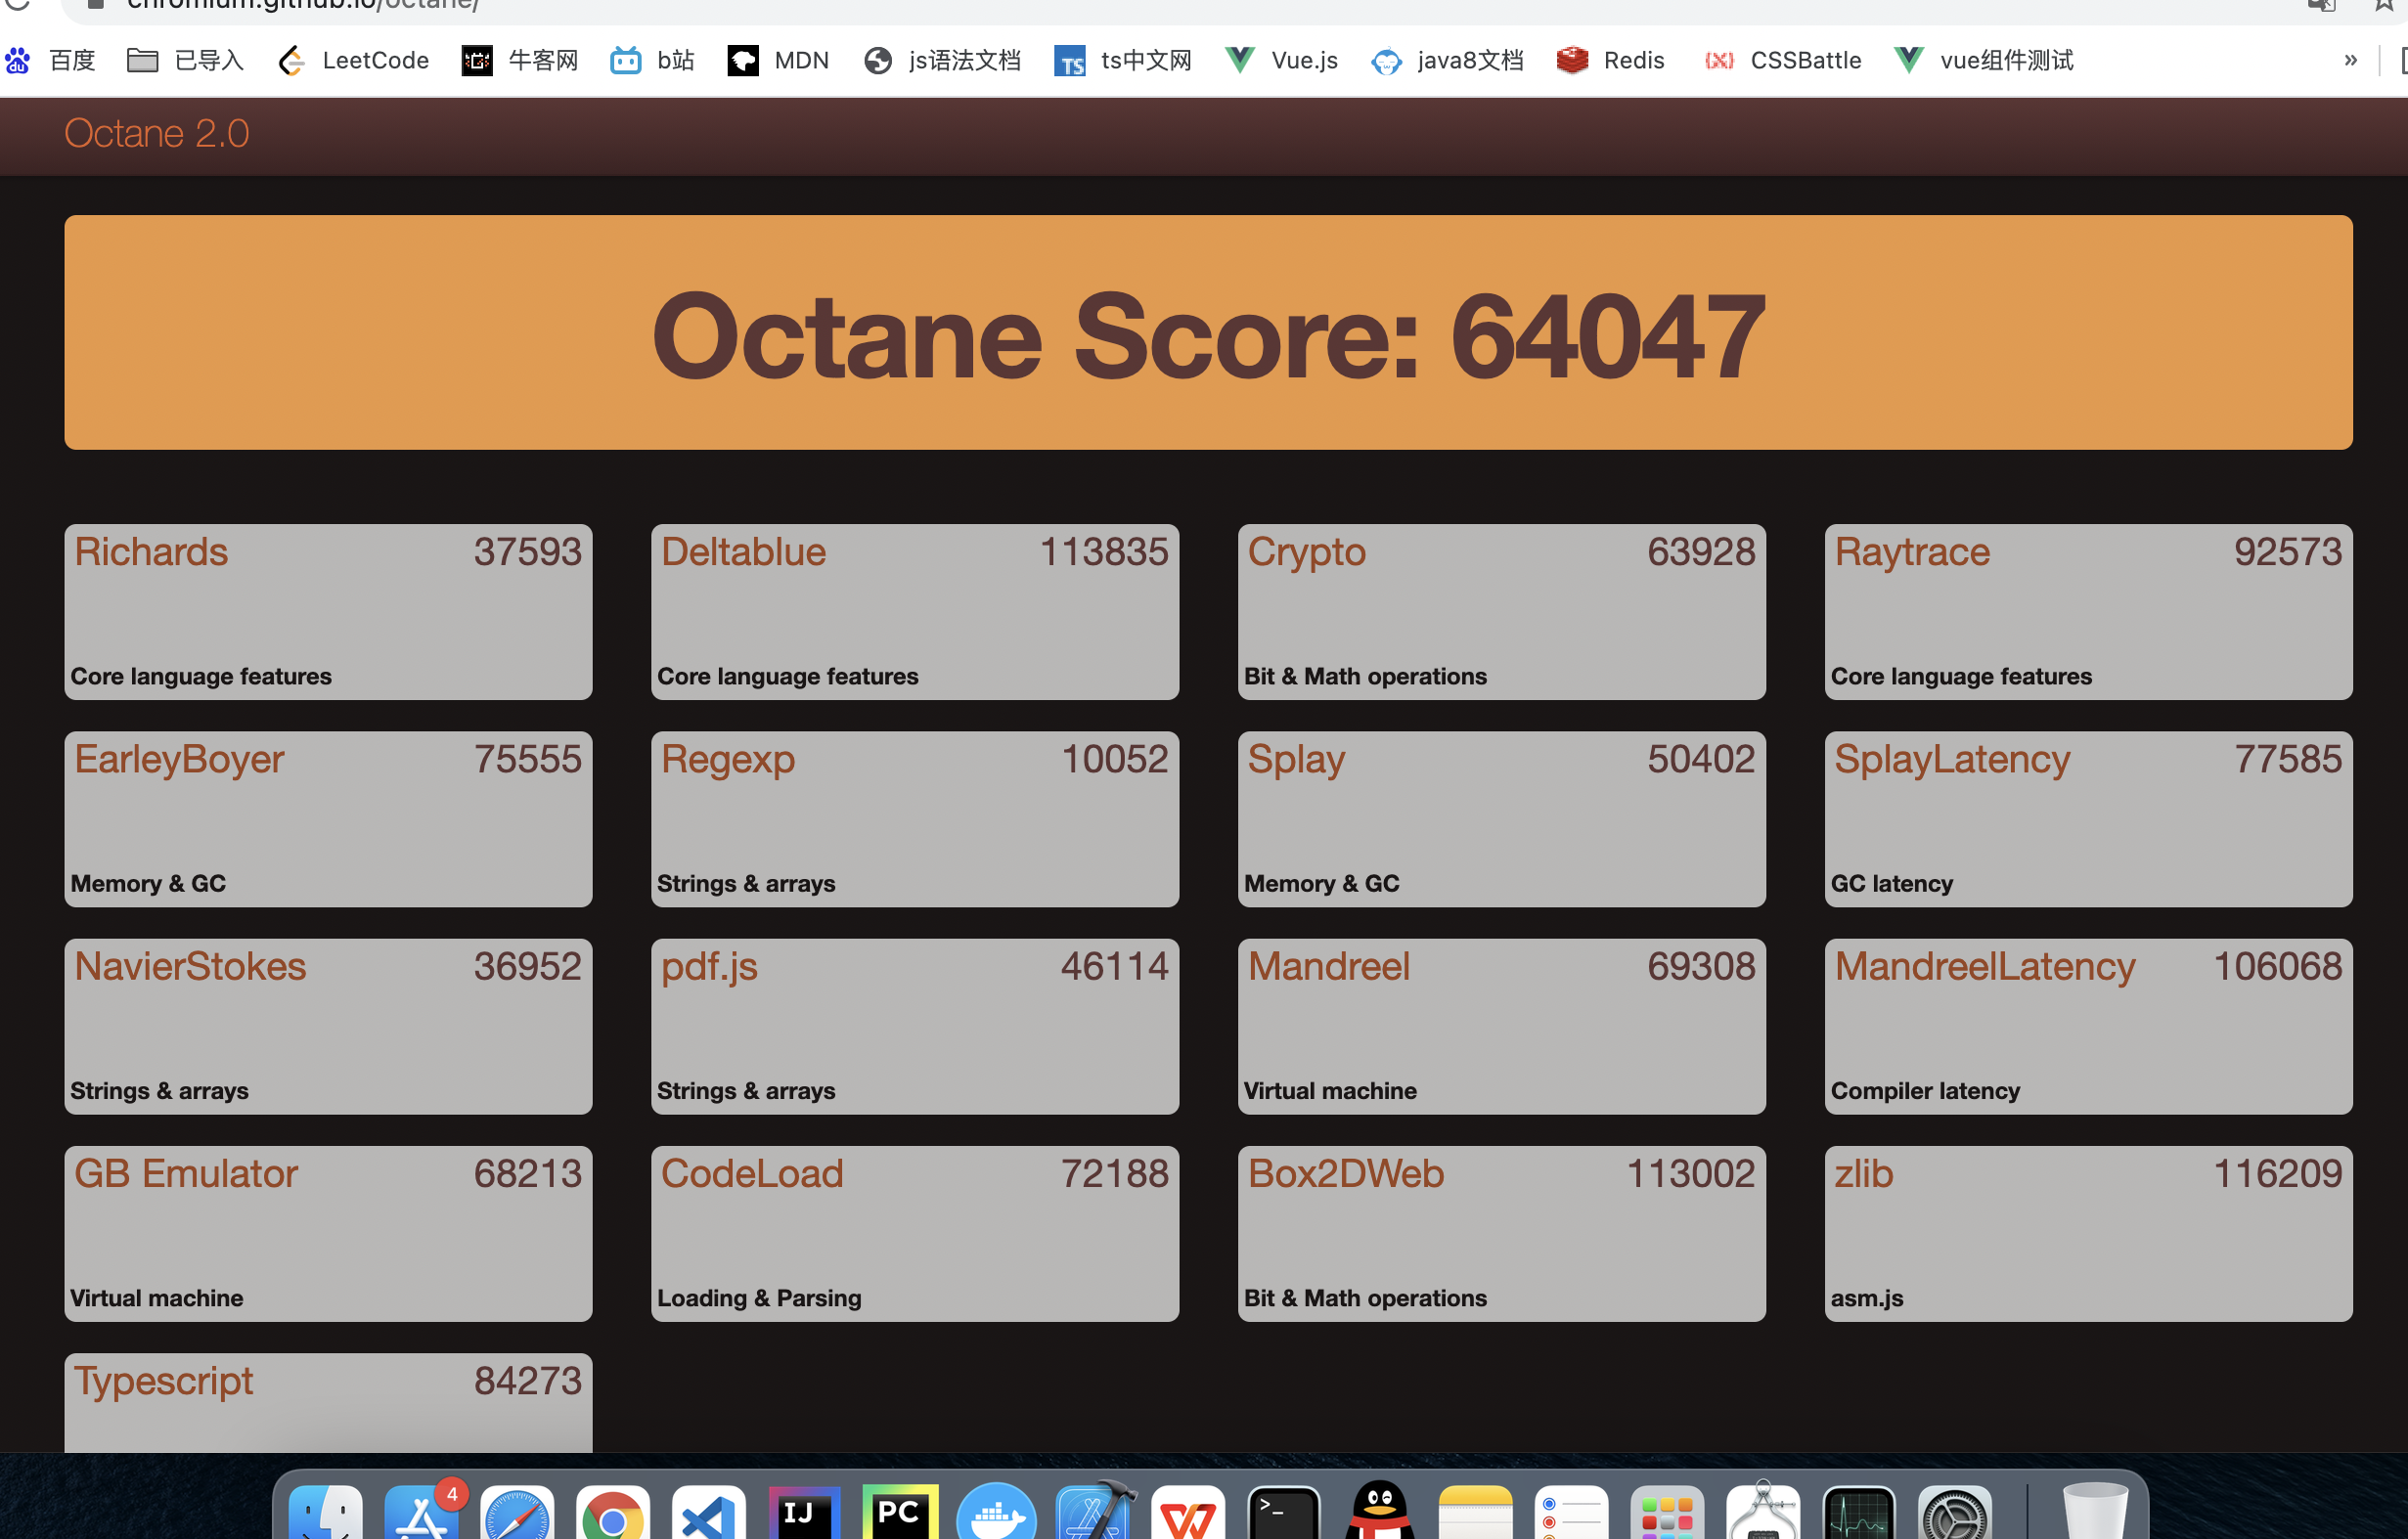 chromium.github.io/octane/
百度 已导入 LeetCode 牛客网 b站 MDN js语法文档 TS ts中文网 Vue.js java8文档 Redis CSSBattle vue组件测试 »
Octane 2.0
Octane Score: 64047
Richards 37593
Core language features
Deltablue 113835
Core language features
Crypto 63928
Bit & Math operations
Raytrace 92573
Core language features
EarleyBoyer 75555
Memory & GC
Regexp 10052
Strings & arrays
Splay 50402
Memory & GC
SplayLatency 77585
GC latency
NavierStokes 36952
Strings & arrays
pdf.js 46114
Strings & arrays
Mandreel 69308
Virtual machine
MandreelLatency 106068
Compiler latency
GB Emulator 68213
Virtual machine
CodeLoad 72188
Loading & Parsing
Box2DWeb 113002
Bit & Math operations
zlib 116209
asm.js
Typescript 84273
4
IJ PC >_